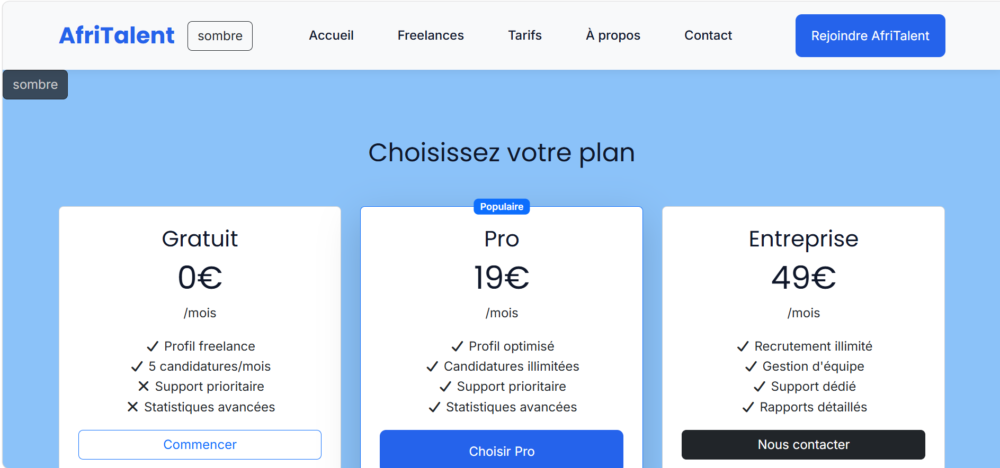 AfriTalent
sombre
Accueil
Freelances
Tarifs
À propos
Contact
Rejoindre AfriTalent
sombre
Choisissez votre plan
Gratuit
0€
/mois
✓ Profil freelance
✓ 5 candidatures/mois
✕ Support prioritaire
✕ Statistiques avancées
Commencer
Populaire
Pro
19€
/mois
✓ Profil optimisé
✓ Candidatures illimitées
✓ Support prioritaire
✓ Statistiques avancées
Choisir Pro
Entreprise
49€
/mois
✓ Recrutement illimité
✓ Gestion d'équipe
✓ Support dédié
✓ Rapports détaillés
Nous contacter